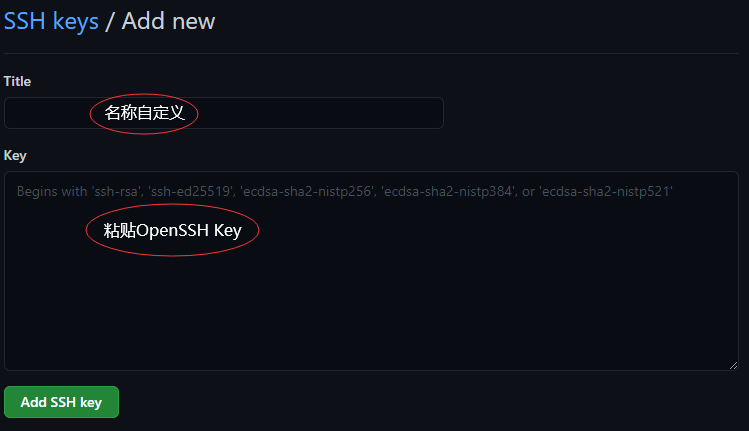 SSH keys / Add new
Title
名称自定义
Key
Begins with 'ssh-rsa', 'ssh-ed25519', 'ecdsa-sha2-nistp256', 'ecdsa-sha2-nistp384', or 'ecdsa-sha2-nistp521'
粘贴OpenSSH Key
Add SSH key